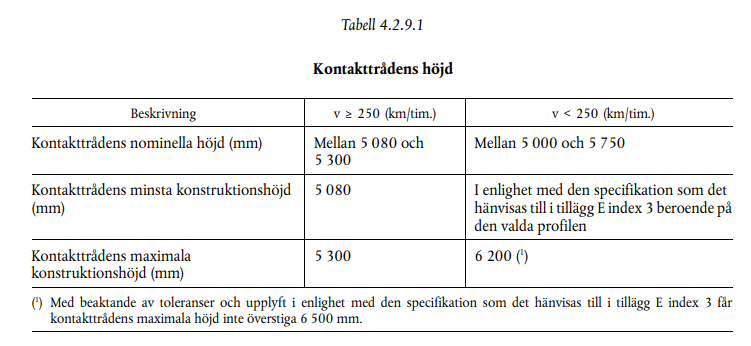 Tabell 4.2.9.1
Kontakttrådens höjd
Beskrivning
v ≥ 250 (km/tim.)
v < 250 (km/tim.)
Kontakttrådens nominella höjd (mm)
Mellan 5 080 och
5 300
Mellan 5 000 och 5 750
Kontakttrådens minsta konstruktionshöjd
(mm)
5 080
I enlighet med den specifikation som det
hänvisas till i tillägg E index 3 beroende på
den valda profilen
Kontakttrådens maximala
konstruktionshöjd (mm)
5 300
6 200 (¹)
(¹) Med beaktande av toleranser och upplyft i enlighet med den specifikation som det hänvisas till i tillägg E index 3 får
kontakttrådens maximala höjd inte överstiga 6 500 mm.